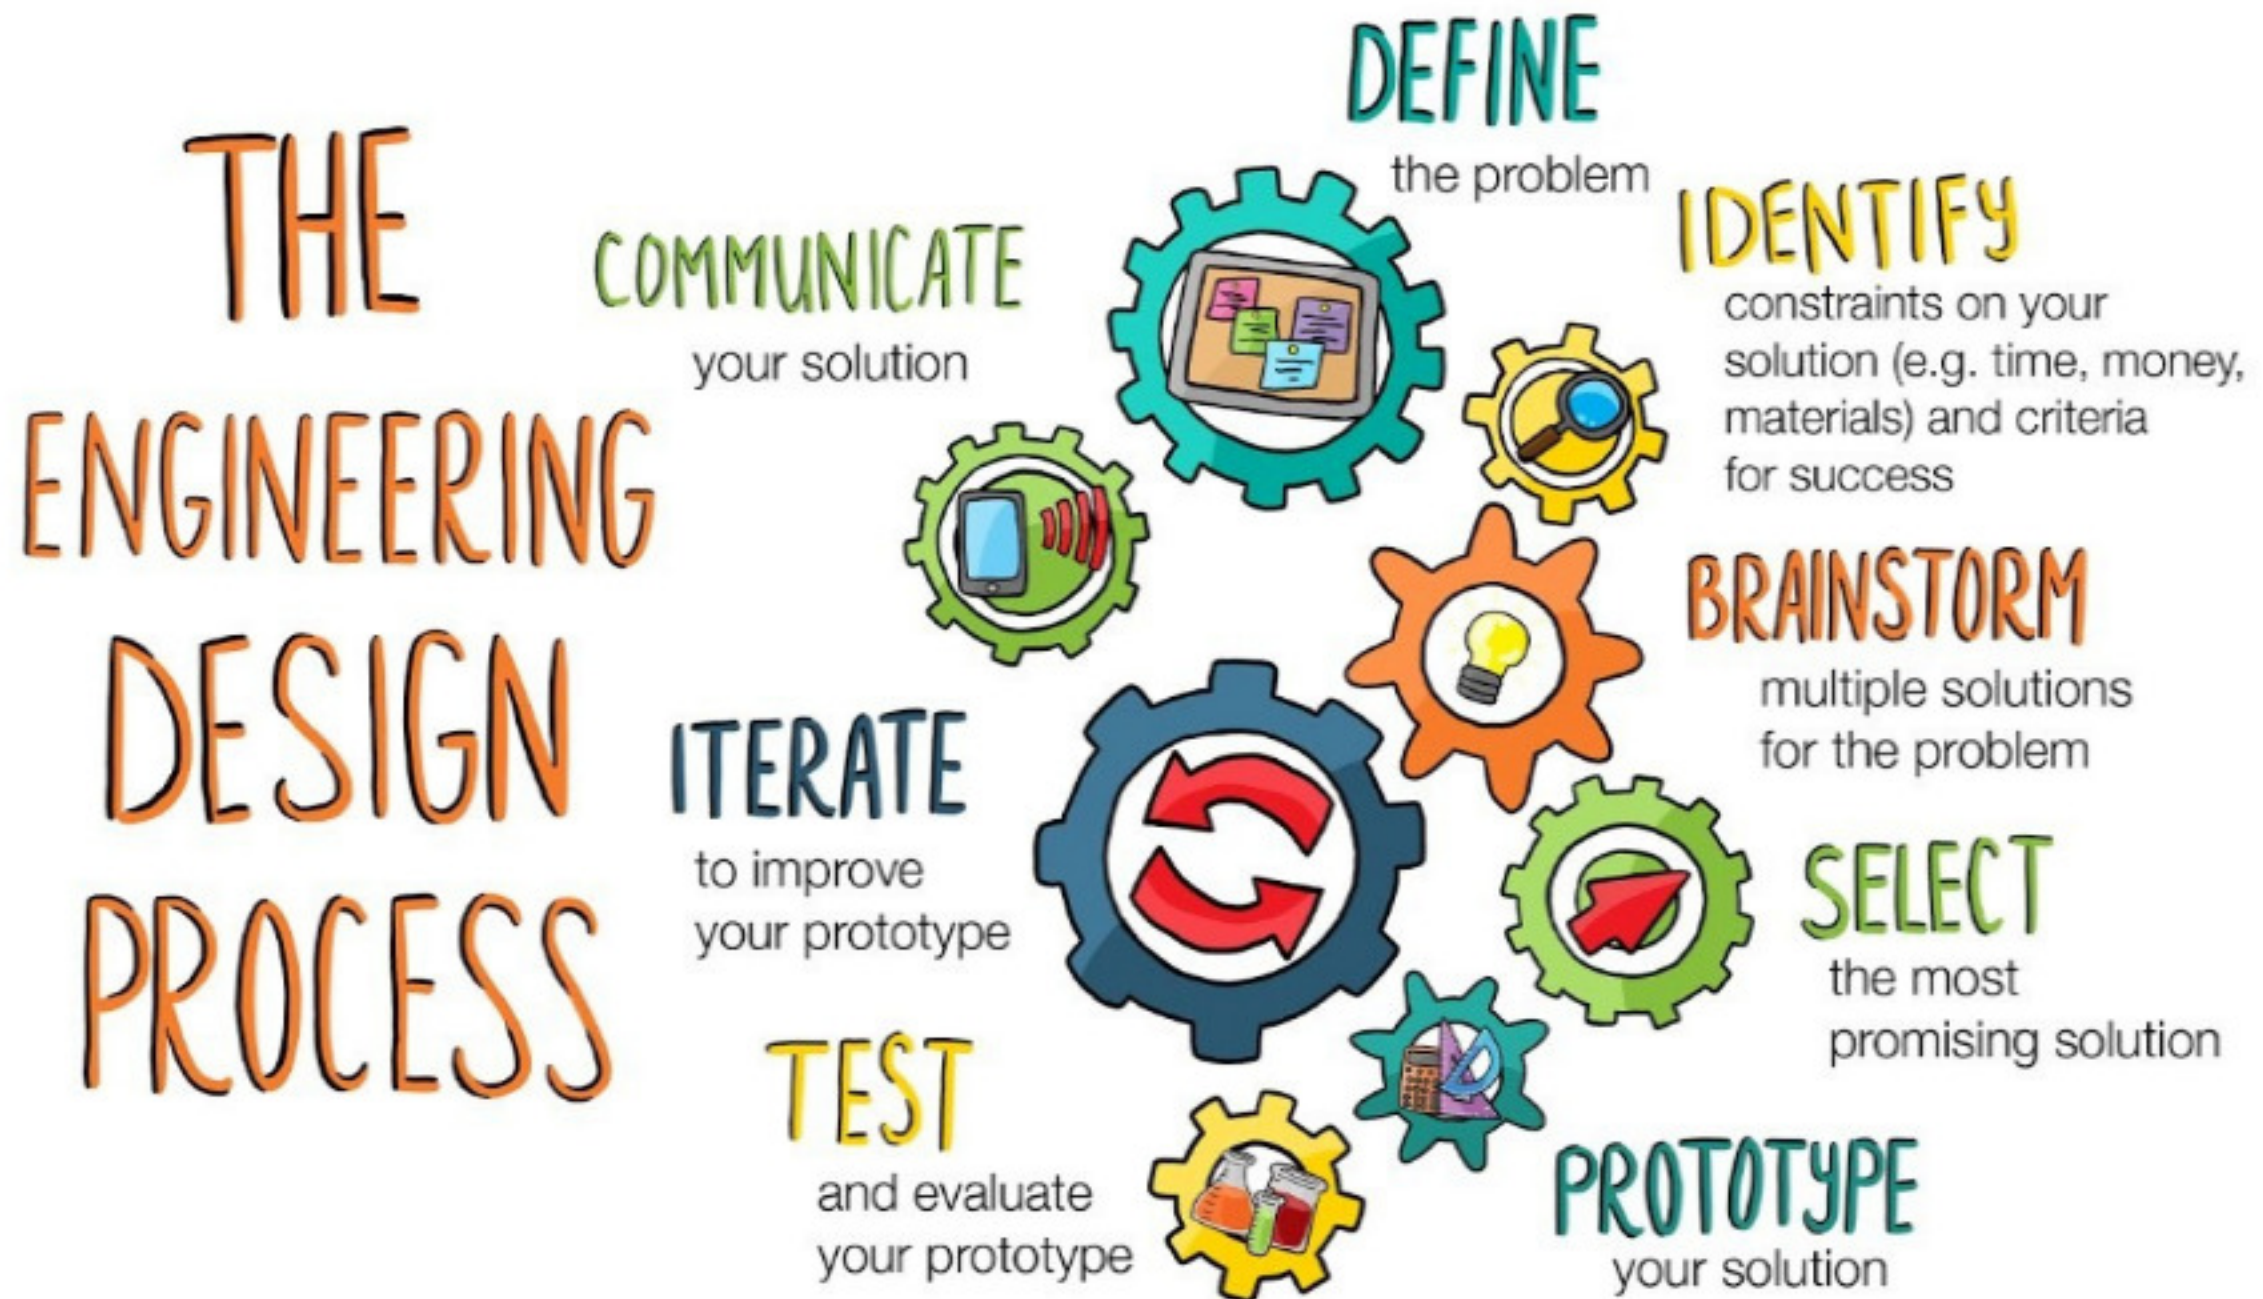 THE
ENGINEERING
DESIGN
PROCESS
DEFINE
the problem
IDENTIFY
constraints on your
solution (e.g. time, money,
materials) and criteria
for success
BRAINSTORM
multiple solutions
for the problem
SELECT
the most
promising solution
PROTOTYPE
your solution
TEST
and evaluate
your prototype
ITERATE
to improve
your prototype
COMMUNICATE
your solution